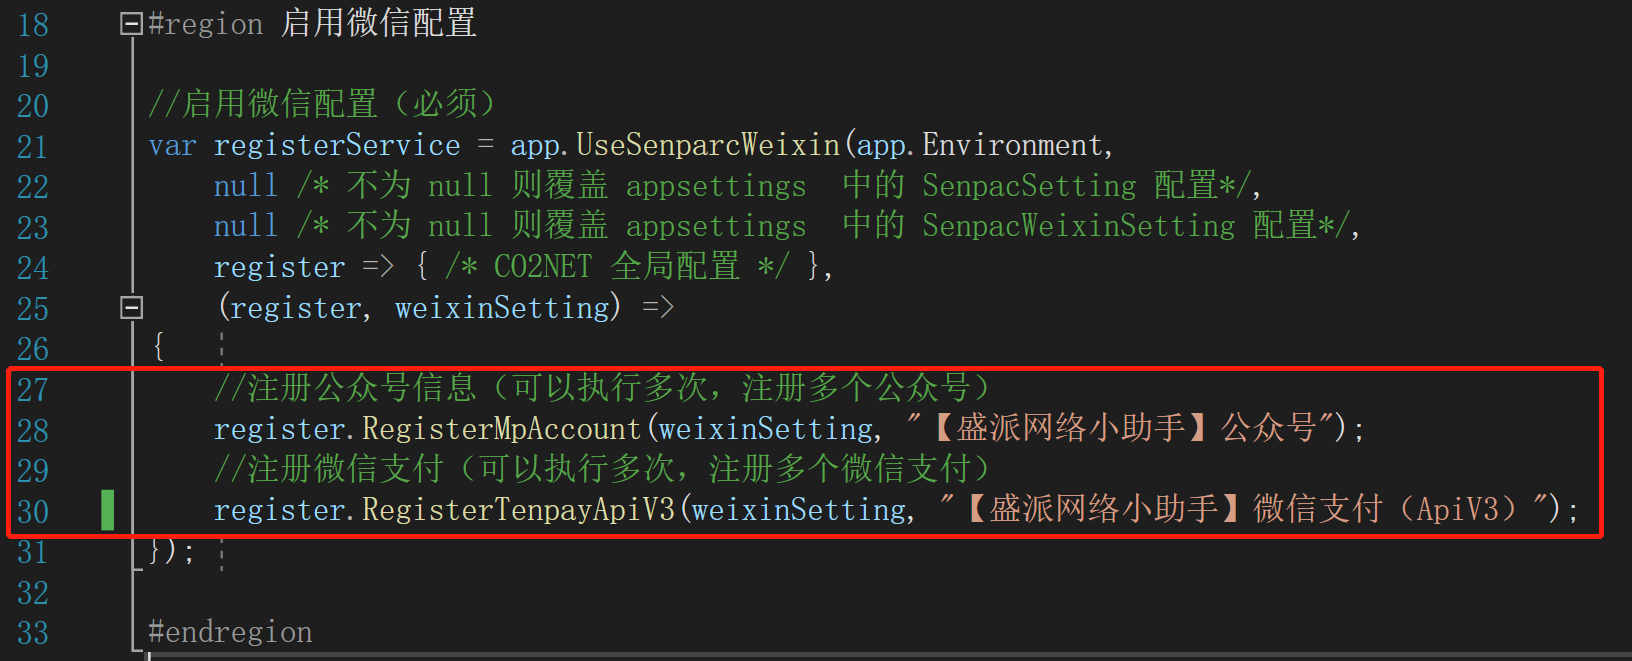 18 #region 启用微信配置
19
20 //启用微信配置（必须）
21 var registerService = app.UseSenparcWeixin(app.Environment,
22 null /* 不为 null 则覆盖 appsettings  中的 SenpacSetting 配置*/,
23 null /* 不为 null 则覆盖 appsettings  中的 SenpacWeixinSetting 配置*/,
24 register => { /* CO2NET 全局配置 */ },
25 (register, weixinSetting) =>
26 {
27 //注册公众号信息（可以执行多次，注册多个公众号）
28 register.RegisterMpAccount(weixinSetting, "【盛派网络小助手】公众号");
29 //注册微信支付（可以执行多次，注册多个微信支付）
30 register.RegisterTenpayApiV3(weixinSetting, "【盛派网络小助手】微信支付（ApiV3）");
31 });
32
33 #endregion